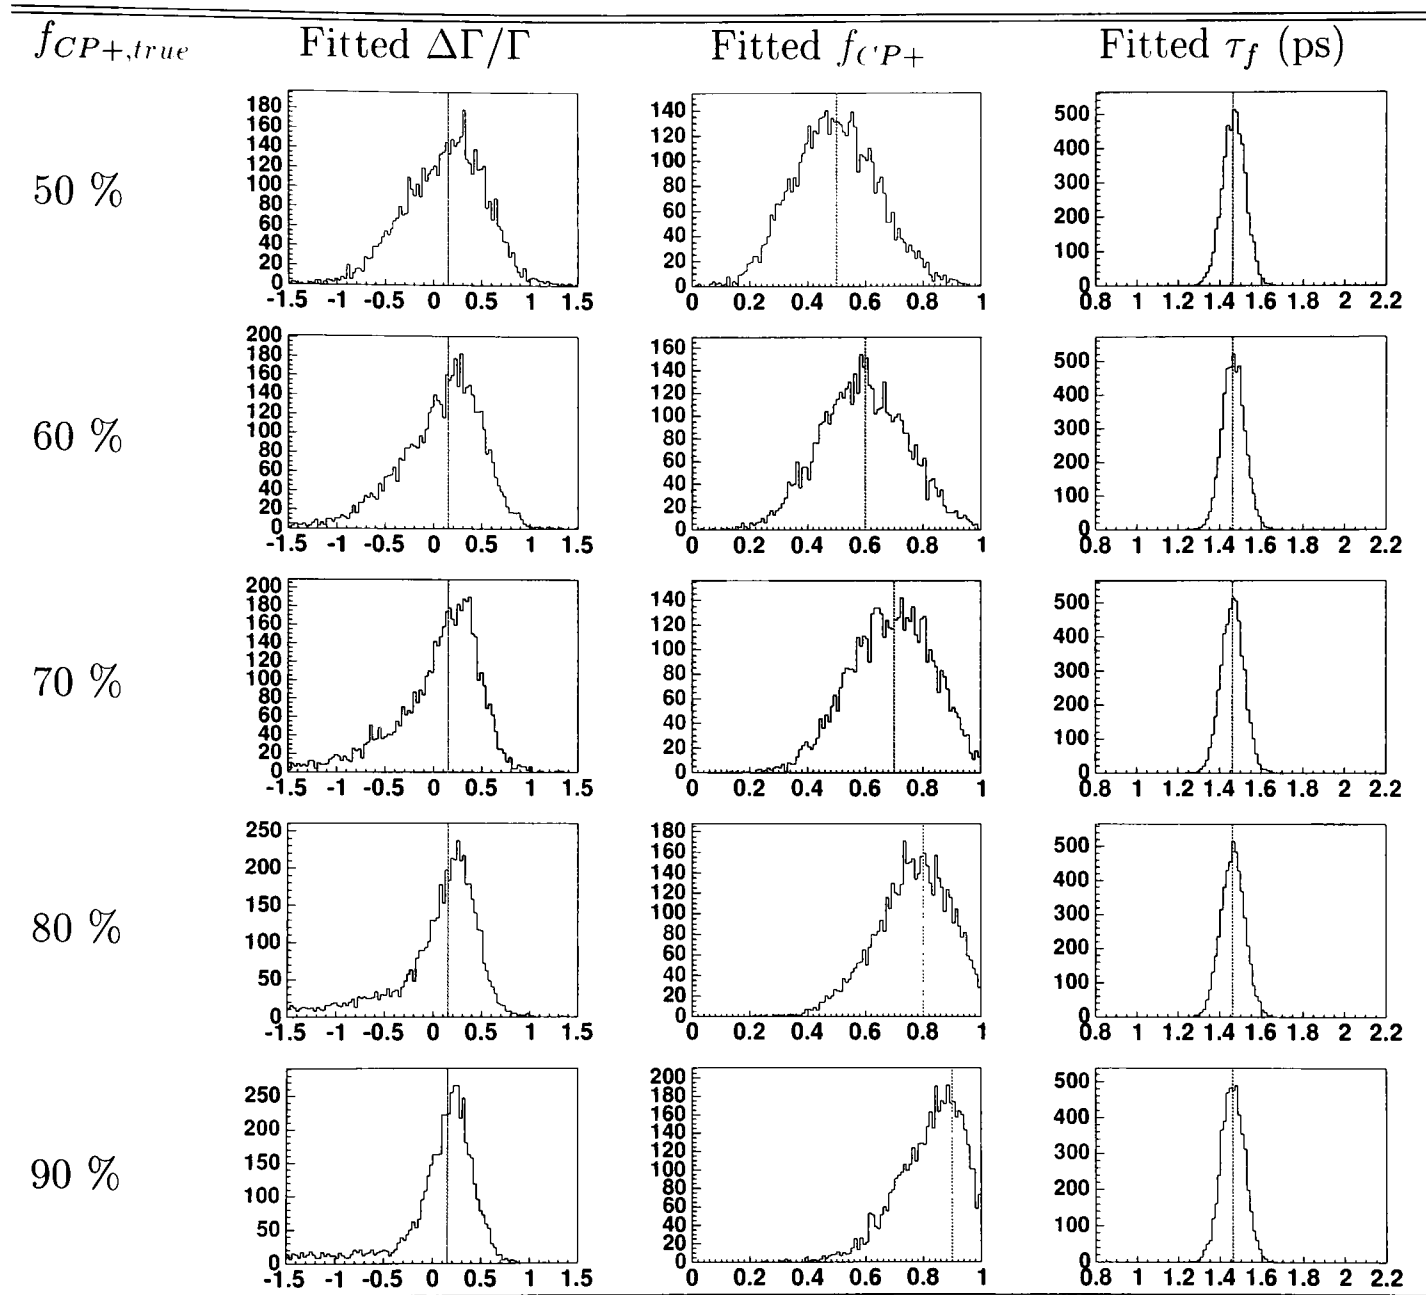 f_{CP+,true} Fitted ΔΓ/Γ Fitted f_{CP+} Fitted τ_f (ps)
50 %
180 160 140 120 100 80 60 40 20 0
-1.5 -1 -0.5 0 0.5 1 1.5
140 120 100 80 60 40 20 0
0 0.2 0.4 0.6 0.8 1
500 400 300 200 100 0
0.8 1 1.2 1.4 1.6 1.8 2 2.2
60 %
200 180 160 140 120 100 80 60 40 20 0
-1.5 -1 -0.5 0 0.5 1 1.5
160 140 120 100 80 60 40 20 0
0 0.2 0.4 0.6 0.8 1
500 400 300 200 100 0
0.8 1 1.2 1.4 1.6 1.8 2 2.2
70 %
200 180 160 140 120 100 80 60 40 20 0
-1.5 -1 -0.5 0 0.5 1 1.5
140 120 100 80 60 40 20 0
0 0.2 0.4 0.6 0.8 1
500 400 300 200 100 0
0.8 1 1.2 1.4 1.6 1.8 2 2.2
80 %
250 200 150 100 50 0
-1.5 -1 -0.5 0 0.5 1 1.5
180 160 140 120 100 80 60 40 20 0
0 0.2 0.4 0.6 0.8 1
500 400 300 200 100 0
0.8 1 1.2 1.4 1.6 1.8 2 2.2
90 %
250 200 150 100 50 0
-1.5 -1 -0.5 0 0.5 1 1.5
200 180 160 140 120 100 80 60 40 20 0
0 0.2 0.4 0.6 0.8 1
500 400 300 200 100 0
0.8 1 1.2 1.4 1.6 1.8 2 2.2